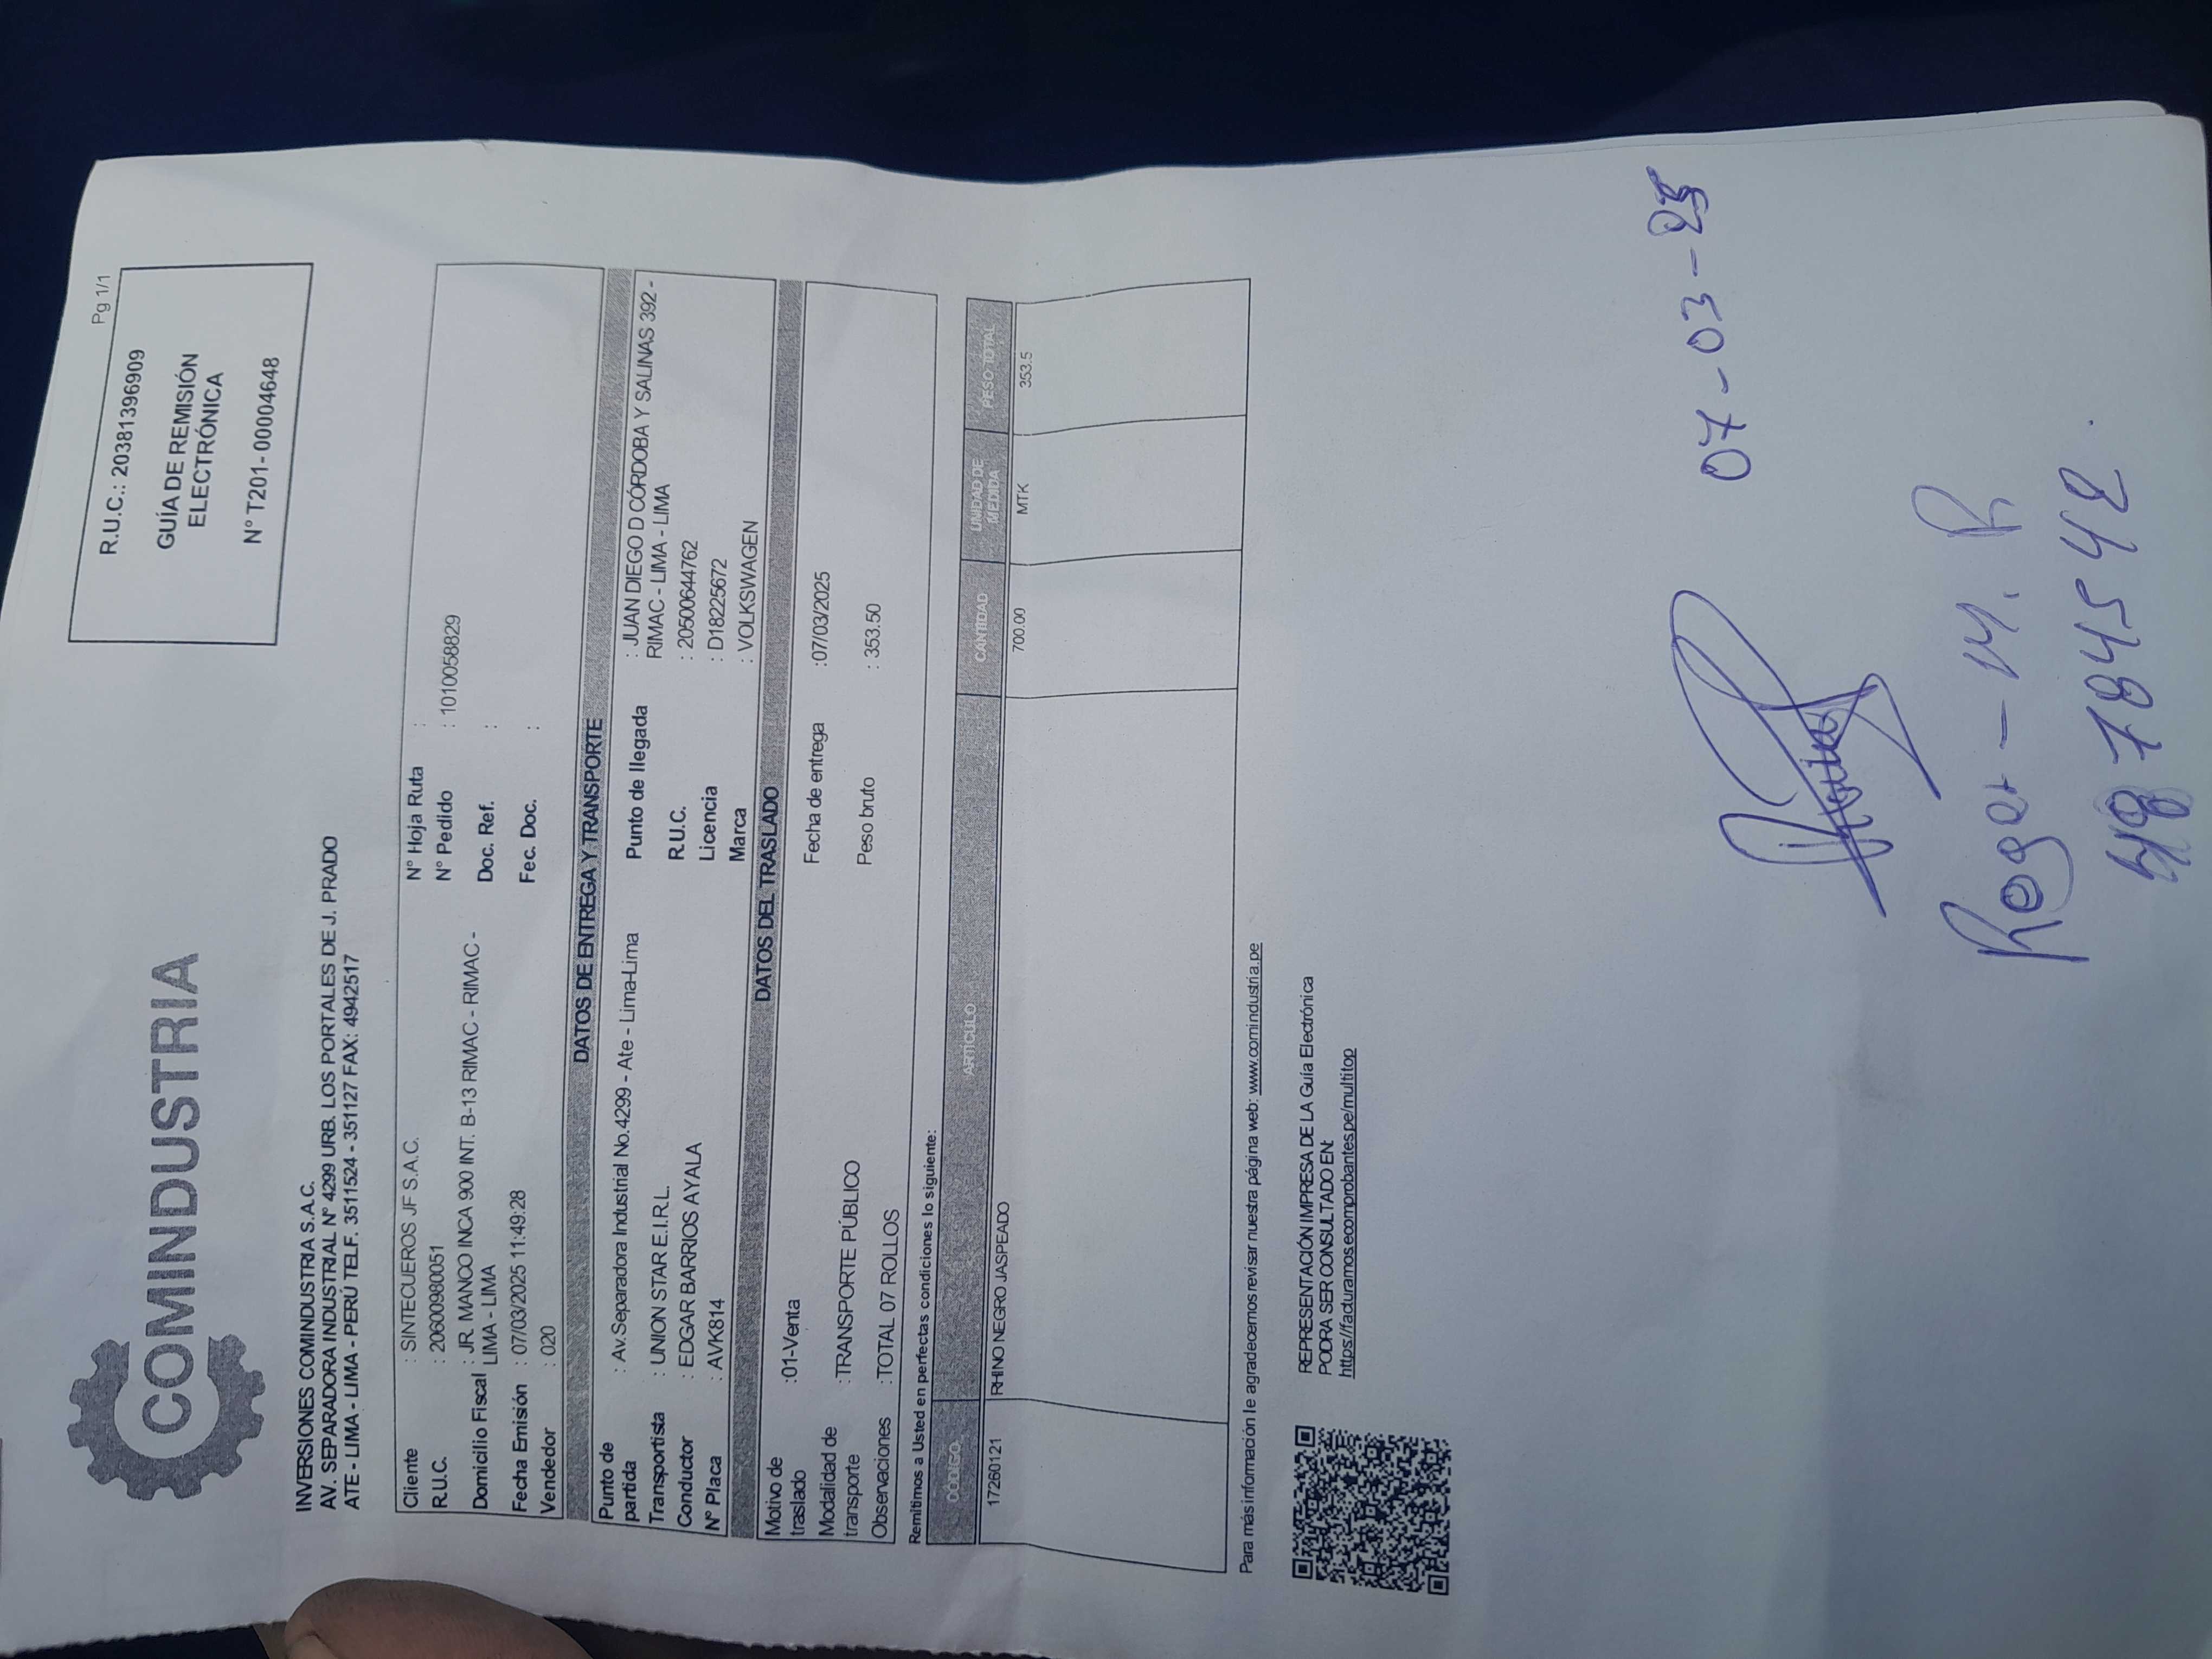 Pg 1/1
COMINDUSTRIA
R.U.C.: 20381396909
GUÍA DE REMISIÓN
ELECTRÓNICA
N° T201- 00004648
INVERSIONES COMINDUSTRIA S.A.C.
AV. SEPARADORA INDUSTRIAL N° 4299 URB. LOS PORTALES DE J. PRADO
ATE - LIMA - LIMA - PERÚ TELF. 3511524 - 351127 FAX: 4942517
Cliente : SINTECUEROS JF S.A.C. N° Hoja Ruta :
R.U.C. : 20600980051 N° Pedido : 1010058829
Domicilio Fiscal : JR. MANCO INCA 900 INT. B-13 RIMAC - RIMAC - Doc. Ref. :
LIMA - LIMA
Fecha Emisión : 07/03/2025 11:49:28 Fec. Doc. :
Vendedor : 020
DATOS DE ENTREGA Y TRANSPORTE
Punto de partida : Av.Separadora Industrial No.4299 - Ate - Lima-Lima Punto de llegada : JUAN DIEGO D CÓRDOBA Y SALINAS 392 -
RIMAC - LIMA - LIMA
Transportista : UNION STAR E.I.R.L. R.U.C. : 20500644762
Conductor : EDGAR BARRIOS AYALA Licencia : D18225672
N° Placa : AVK814 Marca : VOLKSWAGEN
DATOS DEL TRASLADO
Motivo de traslado :01-Venta Fecha de entrega :07/03/2025
Modalidad de transporte : TRANSPORTE PÚBLICO Peso bruto : 353.50
Observaciones : TOTAL 07 ROLLOS
Remitimos a Usted en perfectas condiciones lo siguiente:
CÓDIGO ARTÍCULO CANTIDAD UNIDAD DE MEDIDA PESO TOTAL
17260121 RHINO NEGRO JASPEADO 700.00 MTK 353.5
Para más información le agradecemos revisar nuestra página web: www.comindustria.pe
REPRESENTACIÓN IMPRESA DE LA Guía Electrónica
PODRA SER CONSULTADO EN:
https://facturamos.ecomprobantes.pe/multitop
07-03-25
Roger - M. R
48784542.